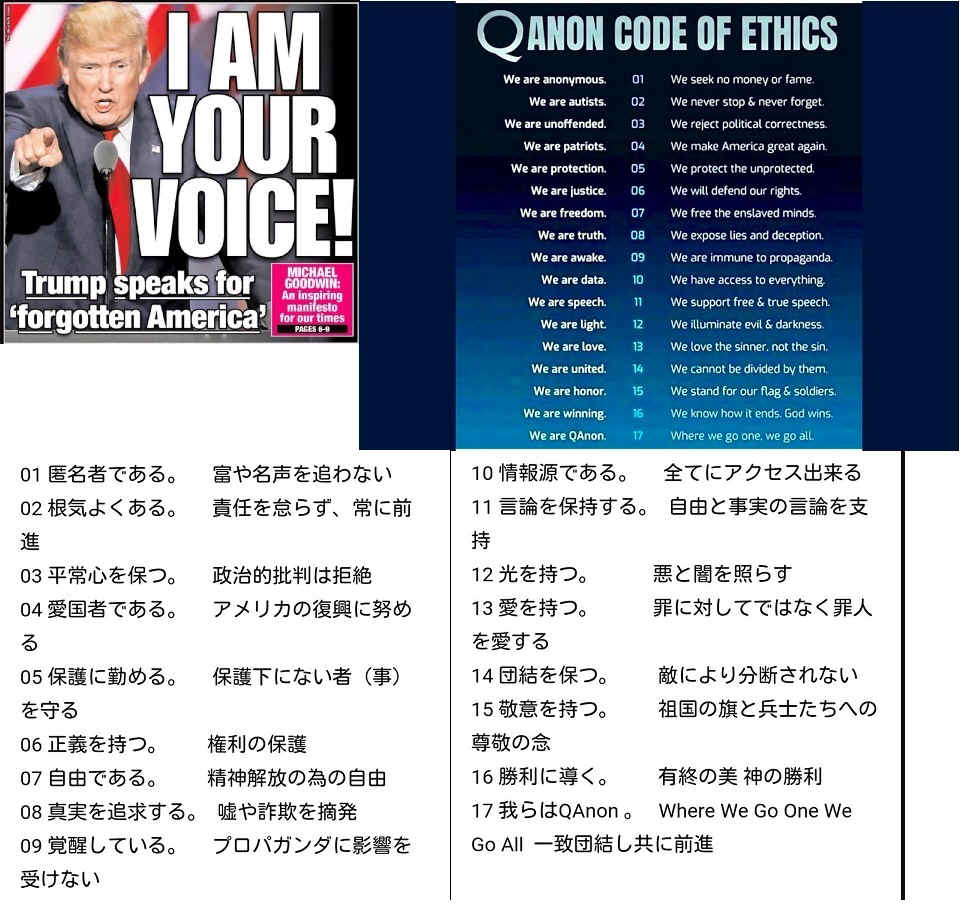 I AM
YOUR
VOICE!
Trump speaks for
‘forgotten America’
MICHAEL
GOODWIN:
An inspiring
manifesto
for our times
PAGES 6-9
QANON CODE OF ETHICS
We are anonymous. 01 We seek no money or fame.
We are autists. 02 We never stop & never forget.
We are unoffended. 03 We reject political correctness.
We are patriots. 04 We make America great again.
We are protection. 05 We protect the unprotected.
We are justice. 06 We will defend our rights.
We are freedom. 07 We free the enslaved minds.
We are truth. 08 We expose lies and deception.
We are awake. 09 We are immune to propaganda.
We are data. 10 We have access to everything.
We are speech. 11 We support free & true speech.
We are light. 12 We illuminate evil & darkness.
We are love. 13 We love the sinner, not the sin.
We are united. 14 We cannot be divided by them.
We are honor. 15 We stand for our flag & soldiers.
We are winning. 16 We know how it ends. God wins.
We are QAnon. 17 Where we go one, we go all.
01 匿名者である。 富や名声を追わない
02 根気よくある。 責任を怠らず、常に前
進
03 平常心を保つ。 政治的批判は拒絶
04 愛国者である。 アメリカの復興に努め
る
05 保護に勤める。 保護下にない者（事）
を守る
06 正義を持つ。 権利の保護
07 自由である。 精神解放の為の自由
08 真実を追求する。 嘘や詐欺を摘発
09 覚醒している。 プロパガンダに影響を
受けない
10 情報源である。 全てにアクセス出来る
11 言論を保持する。 自由と事実の言論を支
持
12 光を持つ。 悪と闇を照らす
13 愛を持つ。 罪に対してではなく罪人
を愛する
14 団結を保つ。 敵により分断されない
15 敬意を持つ。 祖国の旗と兵士たちへの
尊敬の念
16 勝利に導く。 有終の美 神の勝利
17 我らはQAnon 。 Where We Go One We
Go All 一致団結し共に前進